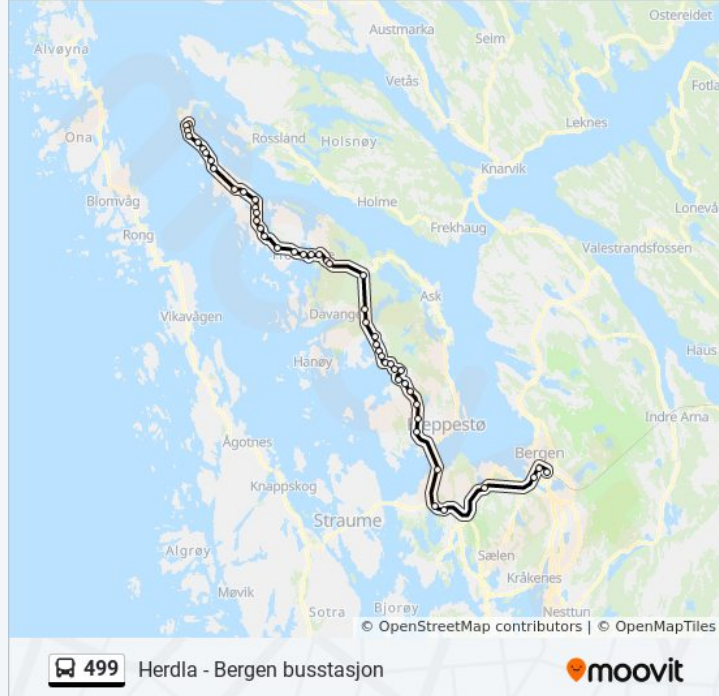 Ostereidet
Austmarka
Alvøyna
Seim
Vetås
Fotla
Leknes
Ona
Rossland
Holsnøy
Knarvik
Blomvåg
Holme
Lonevå
Rong
Frekhaug
Valestrandsfossen
Ask
Vikavågen
Davanger
Haus
Hanøy
Indre Arna
Ågotnes
Bergen
Knappskog
Straume
Algrøy
Sælen
Kråkenes
Møvik
Sotra
Bjorøy
Nesttun
© OpenStreetMap contributors | © OpenMapTiles
499 Herdla - Bergen busstasjon
moovit